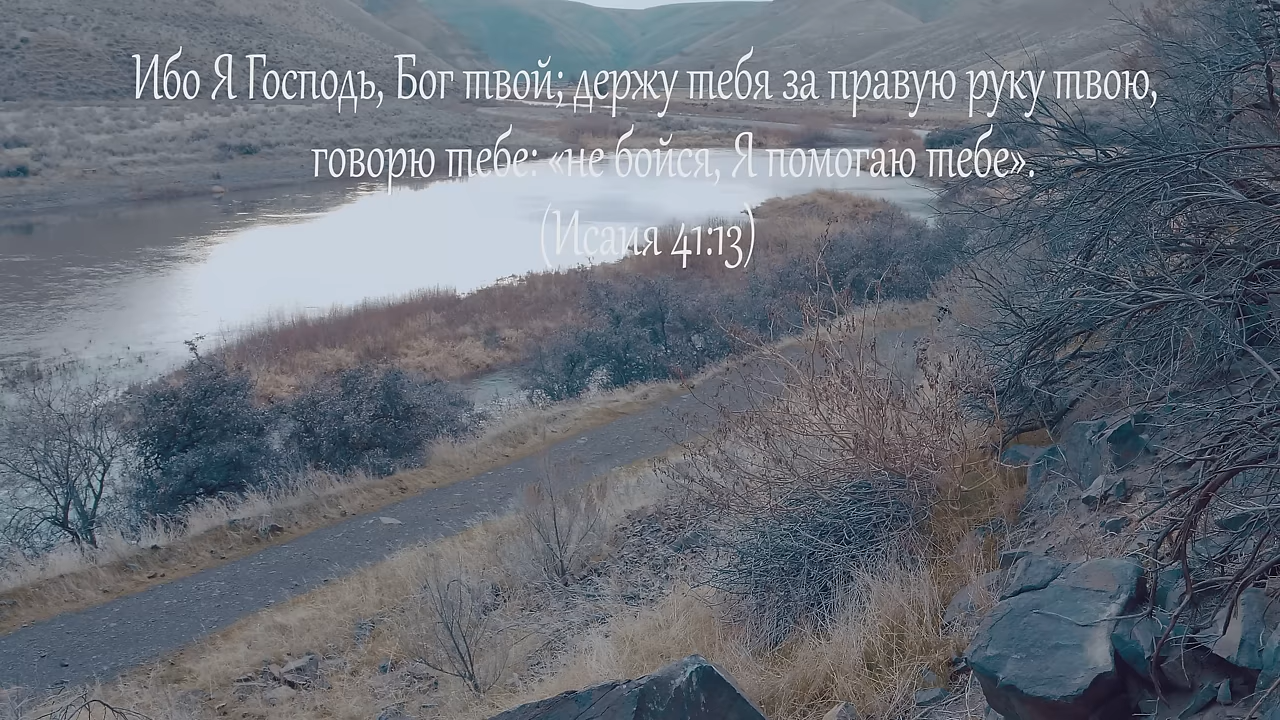 Ибо Я Господь, Бог твой; держу тебя за правую руку твою,
говорю тебе: «не бойся, Я помогаю тебе».
(Исаия 41:13)